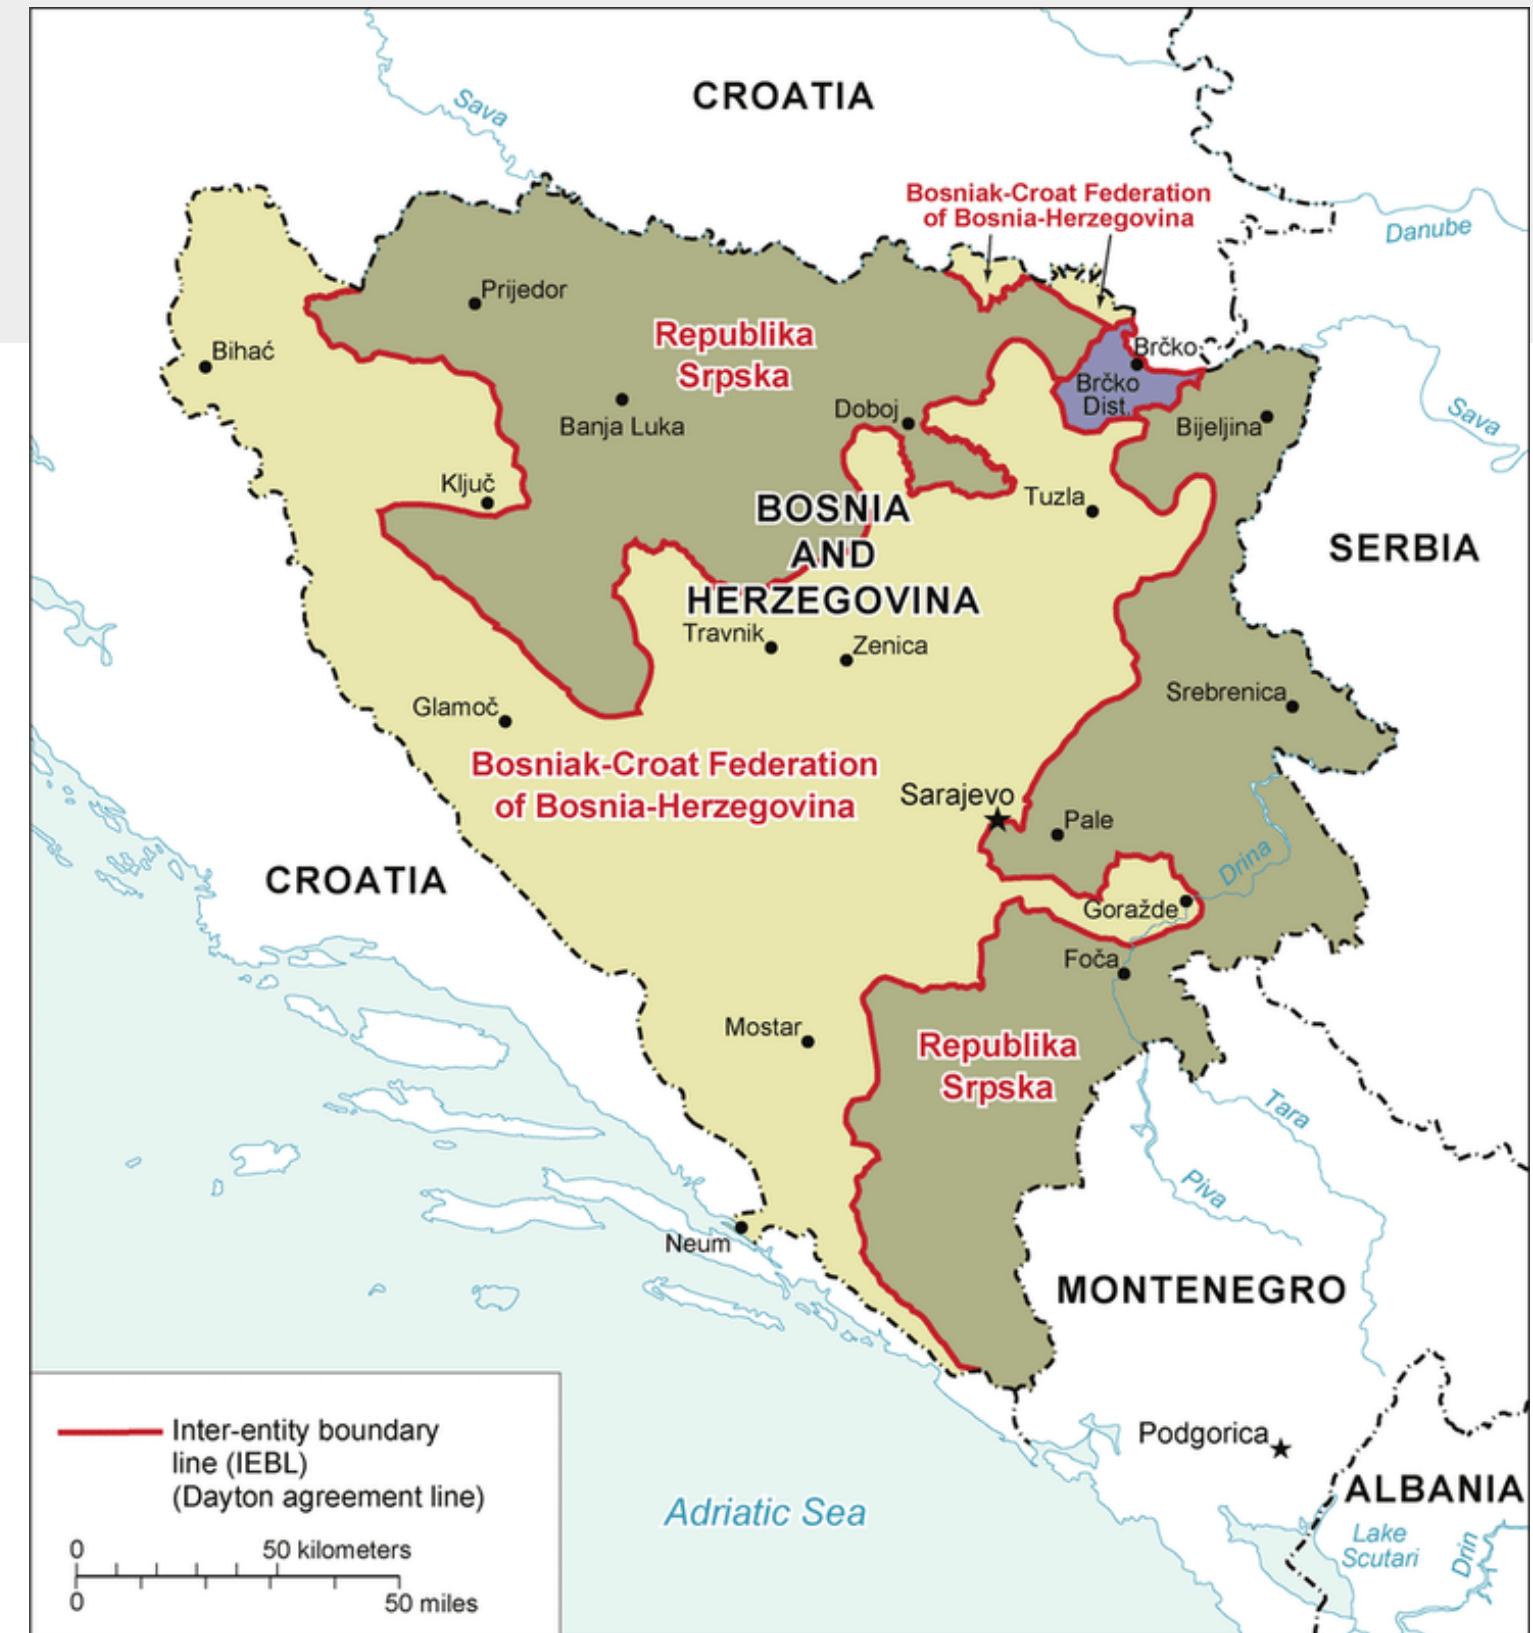 CROATIA
Sava
Bosniak-Croat Federation
of Bosnia-Herzegovina
Danube
Prijedor
Republika
Srpska
Bihać
Brčko
Brčko
Dist.
Banja Luka
Doboj
Bijeljina
Sava
Ključ
Tuzla
BOSNIA
AND
HERZEGOVINA
SERBIA
Travnik
Zenica
Srebrenica
Glamoč
Bosniak-Croat Federation
of Bosnia-Herzegovina
Sarajevo
Pale
Drina
CROATIA
Goražde
Foča
Mostar
Republika
Srpska
Tara
Piva
Neum
MONTENEGRO
Podgorica
ALBANIA
Lake
Scutari
Drin
Adriatic Sea
Inter-entity boundary
line (IEBL)
(Dayton agreement line)
0 50 kilometers
0 50 miles